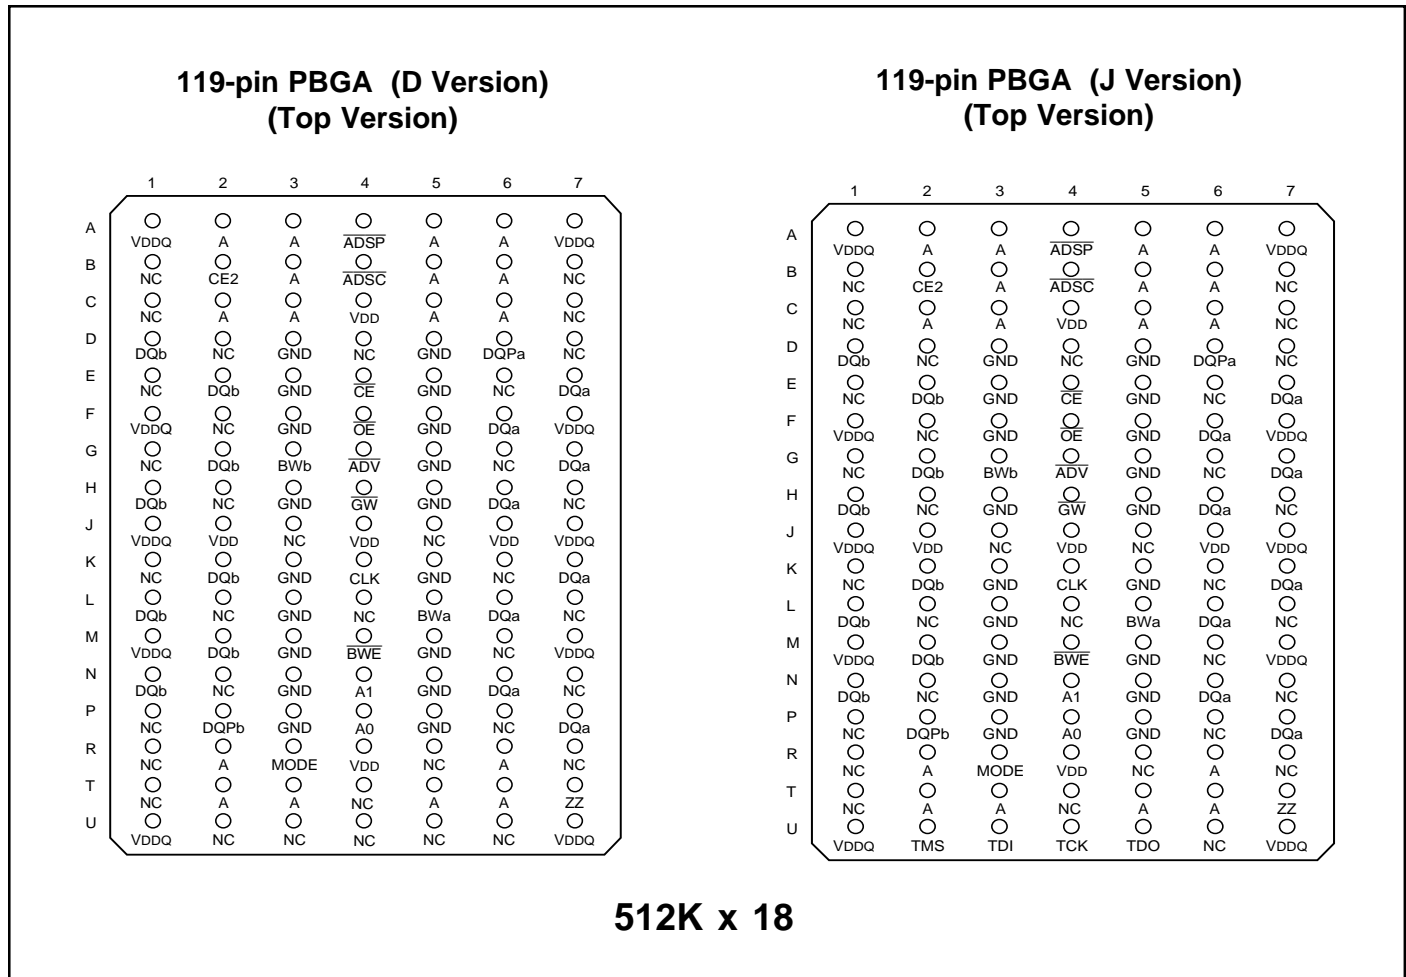 119-pin PBGA (D Version)
(Top Version)
1 2 3 4 5 6 7
A
VDDQ A A ADSP A A VDDQ
B
NC CE2 A ADSC A A NC
C
NC A A VDD A A NC
D
DQb NC GND NC GND DQPa NC
E
NC DQb GND CE GND NC DQa
F
VDDQ NC GND OE GND DQa VDDQ
G
NC DQb BWb ADV GND NC DQa
H
DQb NC GND GW GND DQa NC
J
VDDQ VDD NC VDD NC VDD VDDQ
K
NC DQb GND CLK GND NC DQa
L
DQb NC GND NC BWa DQa NC
M
VDDQ DQb GND BWE GND NC VDDQ
N
DQb NC GND A1 GND DQa NC
P
NC DQPb GND A0 GND NC DQa
R
NC A MODE VDD NC A NC
T
NC A A NC A A ZZ
U
VDDQ NC NC NC NC NC VDDQ
119-pin PBGA (J Version)
(Top Version)
1 2 3 4 5 6 7
A
VDDQ A A ADSP A A VDDQ
B
NC CE2 A ADSC A A NC
C
NC A A VDD A A NC
D
DQb NC GND NC GND DQPa NC
E
NC DQb GND CE GND NC DQa
F
VDDQ NC GND OE GND DQa VDDQ
G
NC DQb BWb ADV GND NC DQa
H
DQb NC GND GW GND DQa NC
J
VDDQ VDD NC VDD NC VDD VDDQ
K
NC DQb GND CLK GND NC DQa
L
DQb NC GND NC BWa DQa NC
M
VDDQ DQb GND BWE GND NC VDDQ
N
DQb NC GND A1 GND DQa NC
P
NC DQPb GND A0 GND NC DQa
R
NC A MODE VDD NC A NC
T
NC A A NC A A ZZ
U
VDDQ TMS TDI TCK TDO NC VDDQ
512K x 18